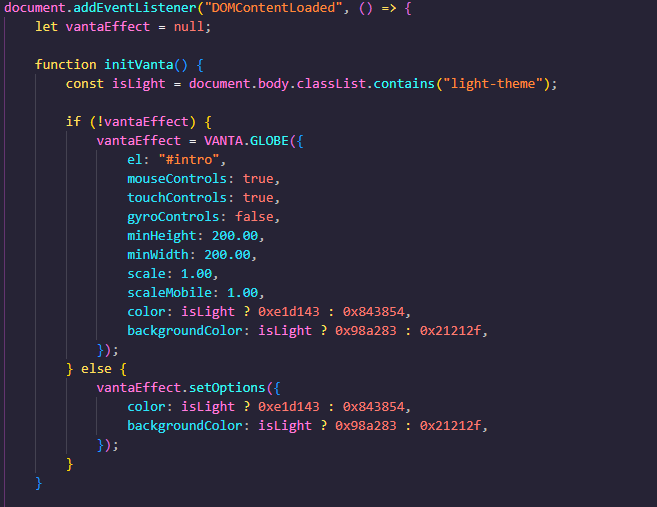 document.addEventListener("DOMContentLoaded", () => {
    let vantaEffect = null;

    function initVanta() {
        const isLight = document.body.classList.contains("light-theme");

        if (!vantaEffect) {
            vantaEffect = VANTA.GLOBE({
                el: "#intro",
                mouseControls: true,
                touchControls: true,
                gyroControls: false,
                minHeight: 200.00,
                minWidth: 200.00,
                scale: 1.00,
                scaleMobile: 1.00,
                color: isLight ? 0xe1d143 : 0x843854,
                backgroundColor: isLight ? 0x98a283 : 0x21212f,
            });
        } else {
            vantaEffect.setOptions({
                color: isLight ? 0xe1d143 : 0x843854,
                backgroundColor: isLight ? 0x98a283 : 0x21212f,
            });
        }
    }